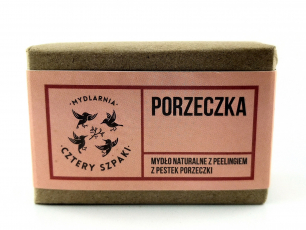 MYDLARNIA
CZTERY SZPAKI
PORZECZKA
MYDŁO NATURALNE Z PEELINGIEM
Z PESTEK PORZECZKI